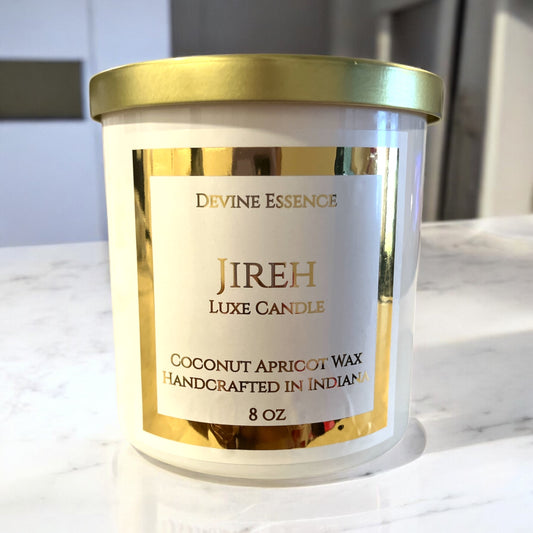 Devine Essence
Jireh
Luxe Candle
Coconut Apricot Wax
Handcrafted in Indiana
8 oz